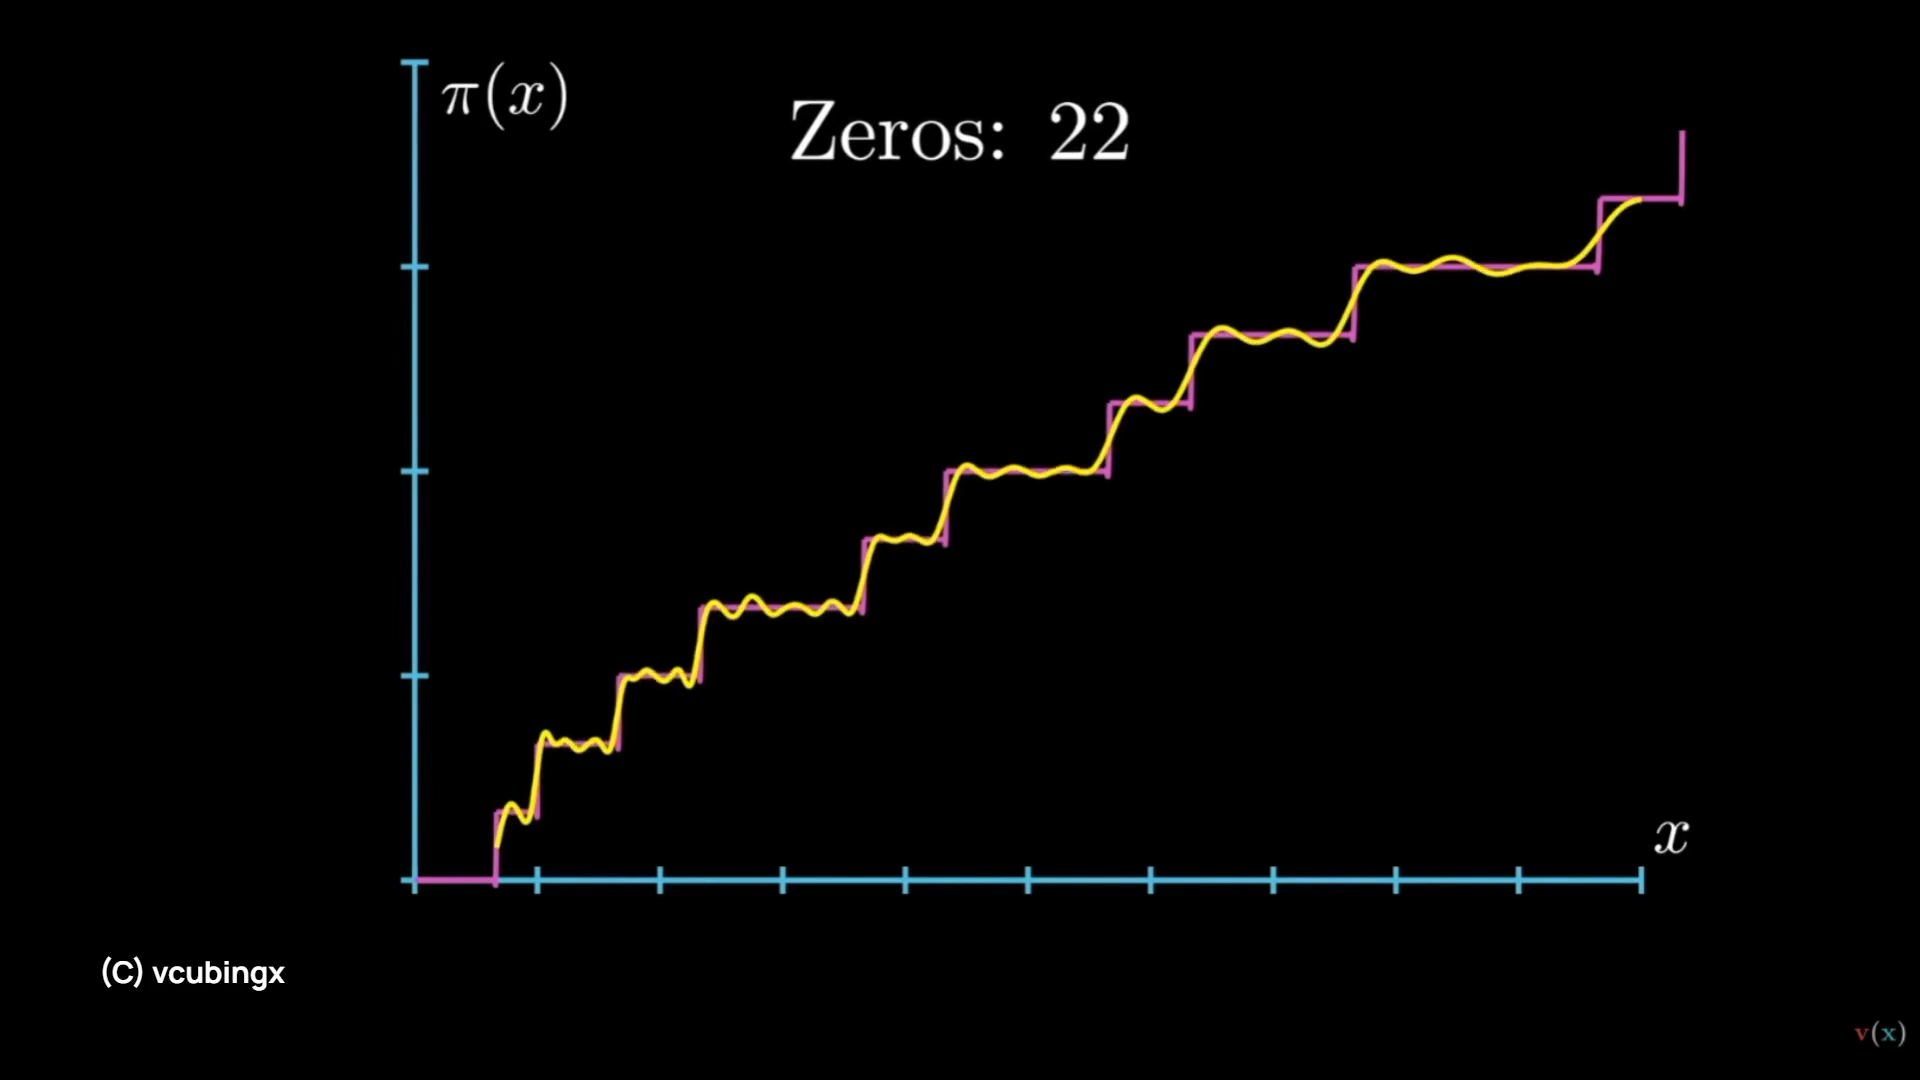 π(x)
Zeros: 22
x
(C) vcubingx
v(x)